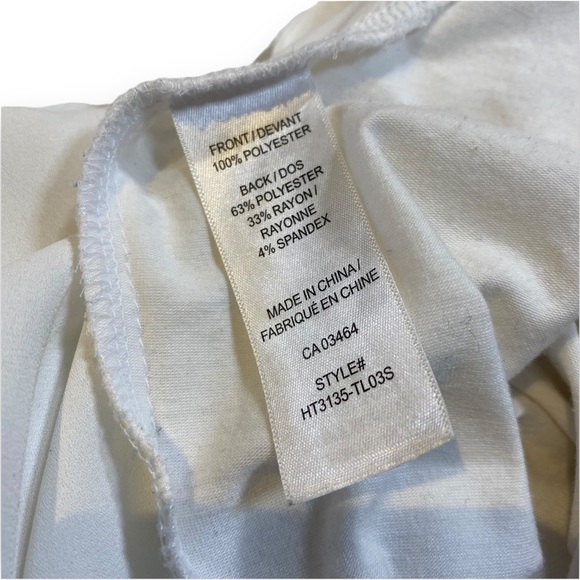 FRONT / DEVANT
100% POLYESTER
BACK / DOS
63% POLYESTER
33% RAYON /
RAYONNE
4% SPANDEX
MADE IN CHINA /
FABRIQUÉ EN CHINE
CA 03464
STYLE#
HT3135-TL03S